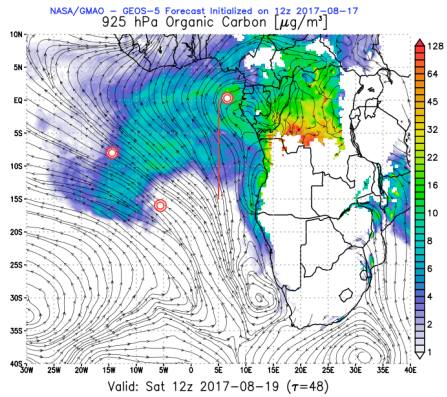 NASA/GMAO - GEOS-5 Forecast Initialized on 12z 2017-08-17
925 hPa Organic Carbon [μg/m³]
10N
5N
EQ
5S
10S
15S
20S
25S
30S
35S
40S
30W 25W 20W 15W 10W 5W 0 5E 10E 15E 20E 25E 30E 35E 40E
128
64
45
32
22
16
10
8
6
4
2
1
Valid: Sat 12z 2017-08-19 (τ=48)